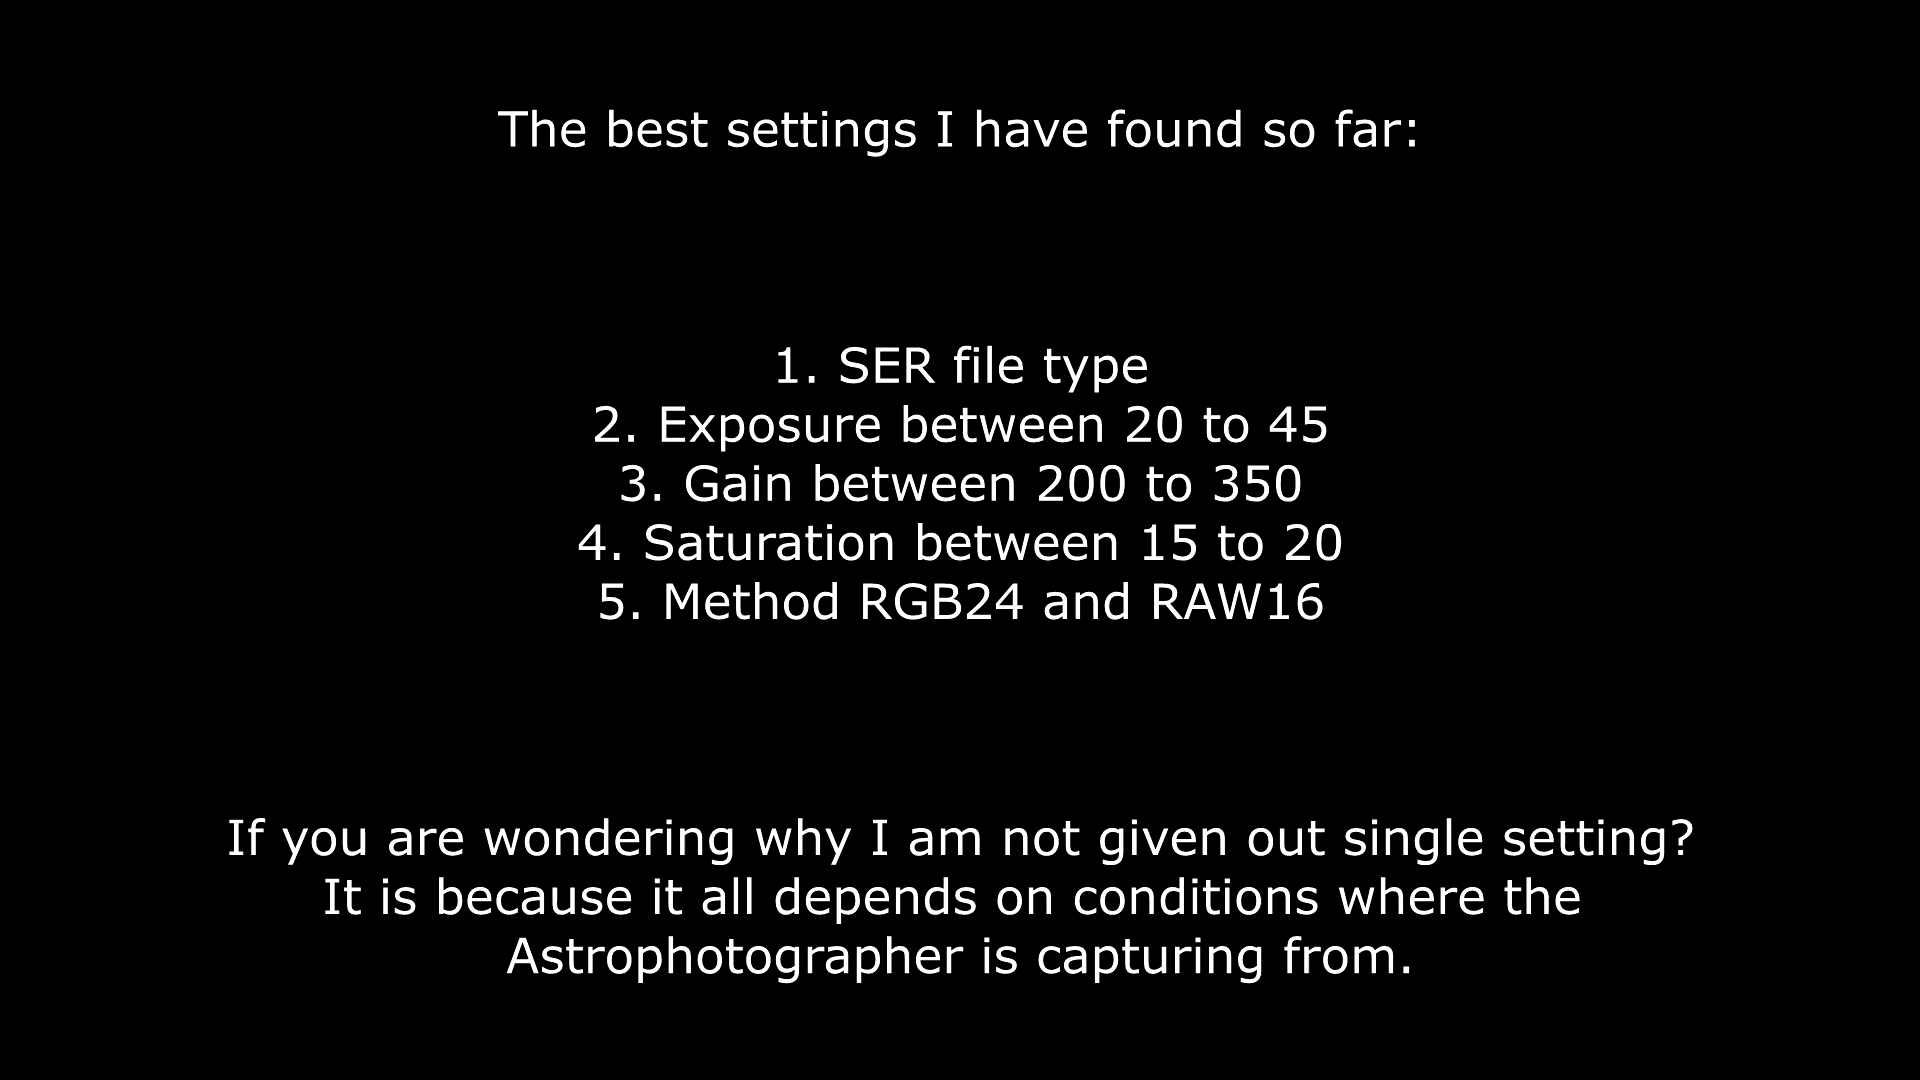 The best settings I have found so far:
1. SER file type
2. Exposure between 20 to 45
3. Gain between 200 to 350
4. Saturation between 15 to 20
5. Method RGB24 and RAW16
If you are wondering why I am not given out single setting?
It is because it all depends on conditions where the
Astrophotographer is capturing from.